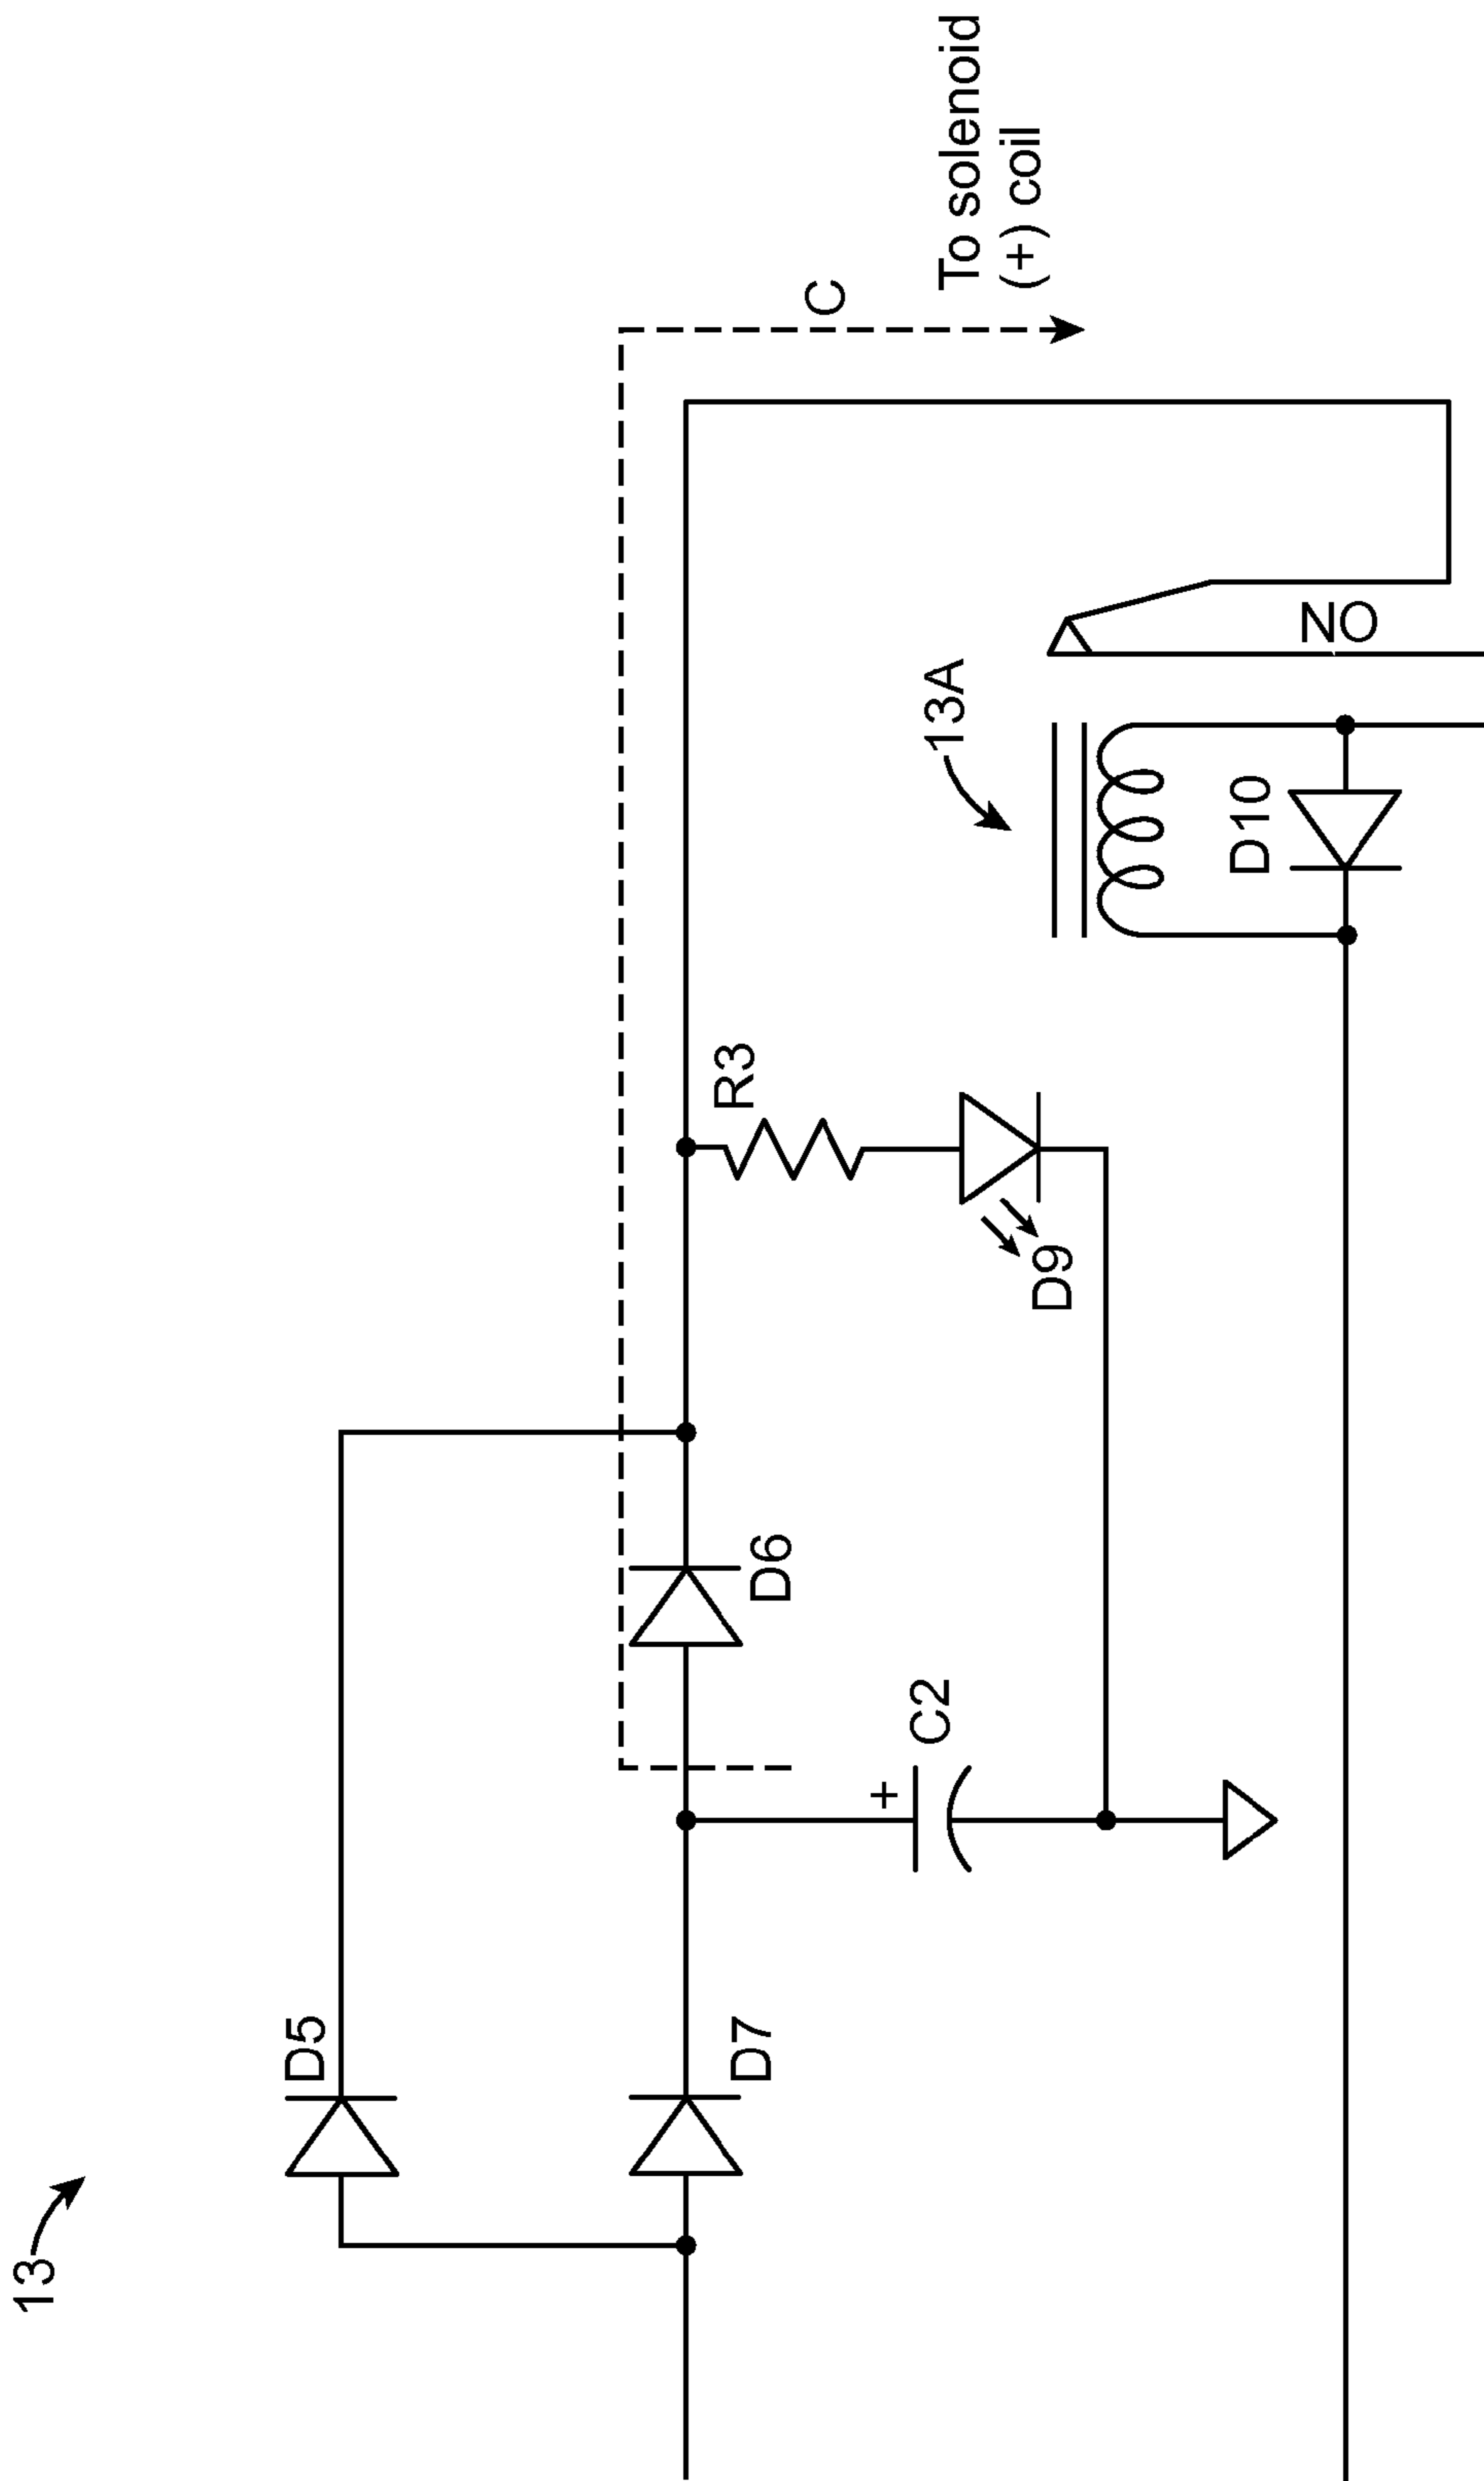 13
D5
D7
D6
C2
+
R3
D9
13A
D10
NO
C
To solenoid
(+) coil